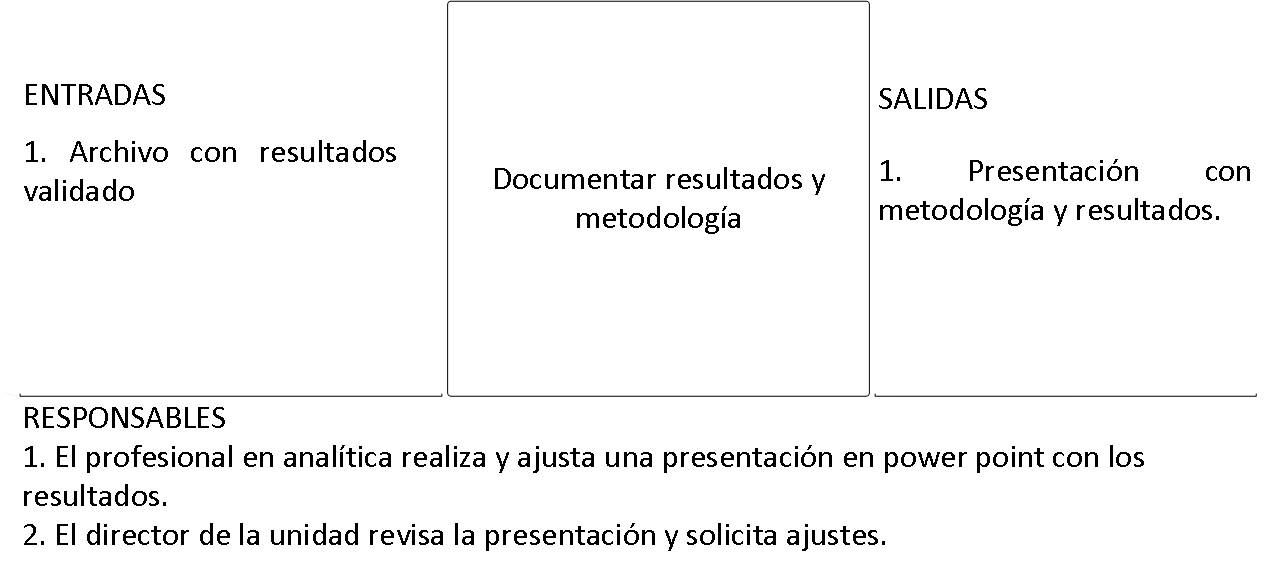 ENTRADAS
1. Archivo con resultados
validado
Documentar resultados y
metodología
SALIDAS
1. Presentación con
metodología y resultados.
RESPONSABLES
1. El profesional en analítica realiza y ajusta una presentación en power point con los
resultados.
2. El director de la unidad revisa la presentación y solicita ajustes.